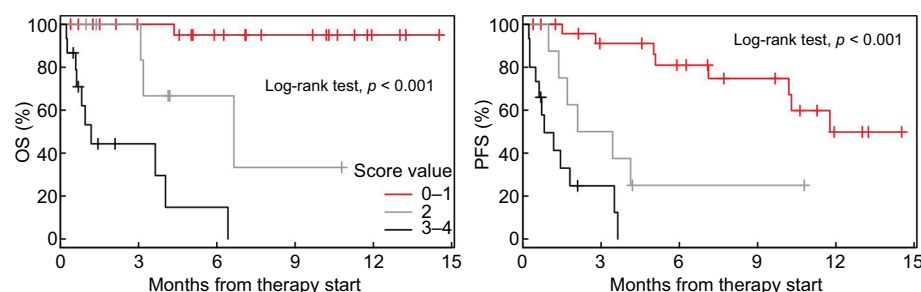 100
80
60
40
20
0
OS (%)
Log-rank test, p < 0.001
Score value
0–1
2
3–4
0 3 6 9 12 15
Months from therapy start
100
80
60
40
20
0
PFS (%)
Log-rank test, p < 0.001
0 3 6 9 12 15
Months from therapy start